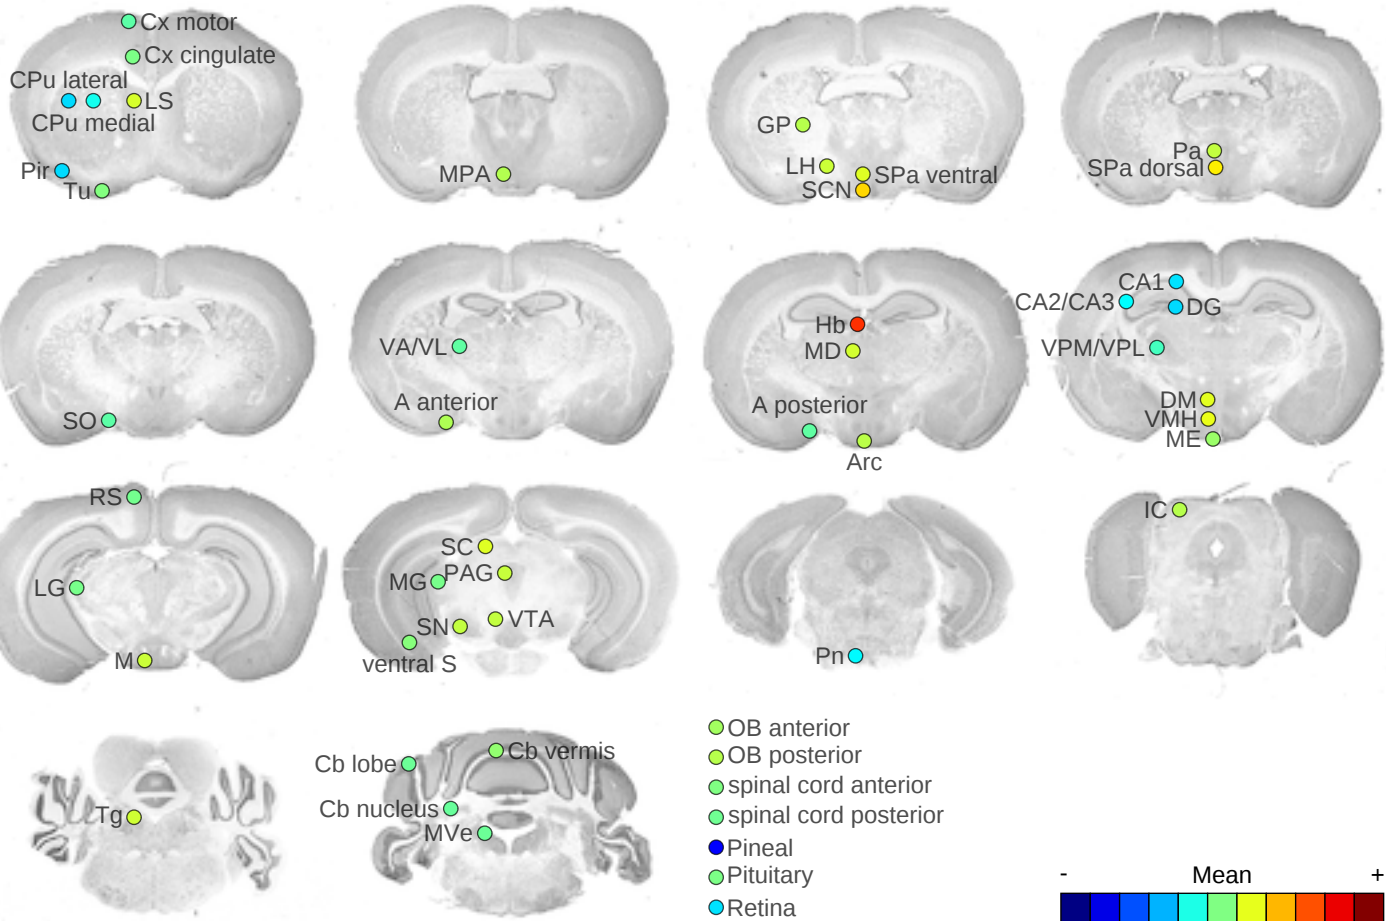 Cx motor
Cx cingulate
CPu lateral
LS
CPu medial
Pir
Tu
MPA
GP
LH
SPa ventral
SCN
Pa
SPa dorsal
SO
VA/VL
A anterior
Hb
MD
A posterior
Arc
CA1
CA2/CA3
DG
VPM/VPL
DM
VMH
ME
RS
LG
M
SC
MG
PAG
SN
VTA
ventral S
Pn
IC
Tg
Cb lobe
Cb vermis
Cb nucleus
MVe
OB anterior
OB posterior
spinal cord anterior
spinal cord posterior
Pineal
Pituitary
Retina
- Mean +